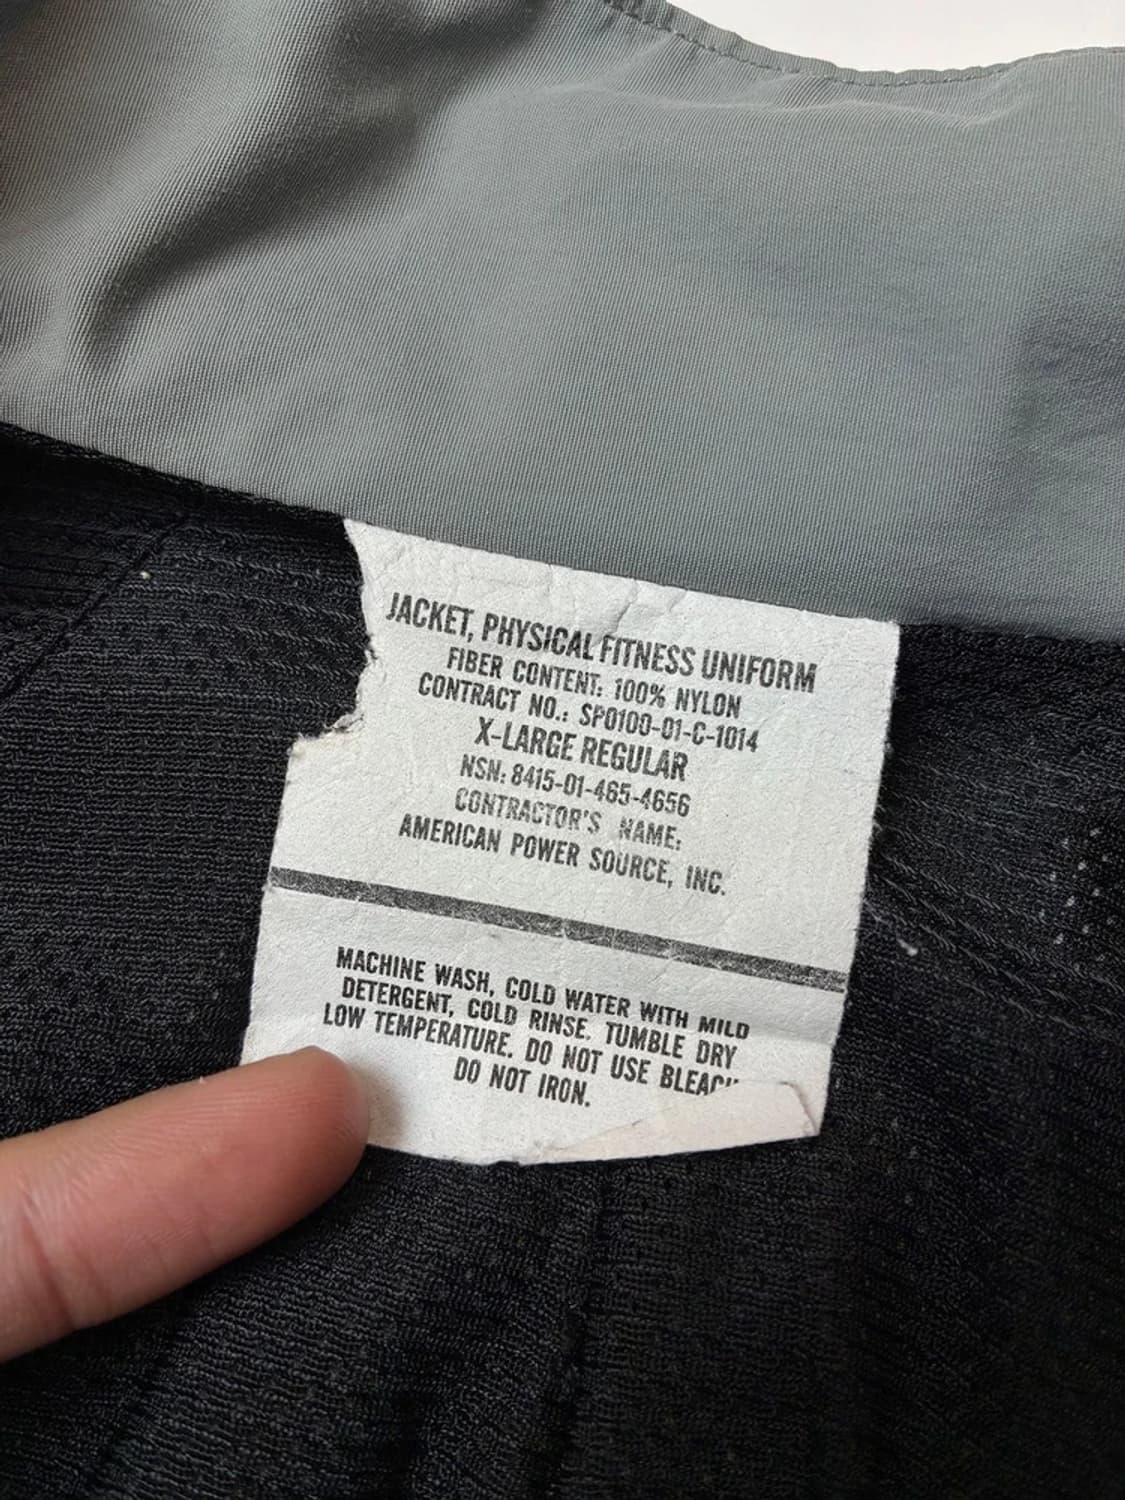 JACKET, PHYSICAL FITNESS UNIFORM
FIBER CONTENT: 100% NYLON
CONTRACT NO.: SP0100-01-C-1014
X-LARGE REGULAR
NSN: 8415-01-465-4656
CONTRACTOR'S NAME:
AMERICAN POWER SOURCE, INC.
MACHINE WASH, COLD WATER WITH MILD
DETERGENT, COLD RINSE. TUMBLE DRY
LOW TEMPERATURE. DO NOT USE BLEACH
DO NOT IRON.